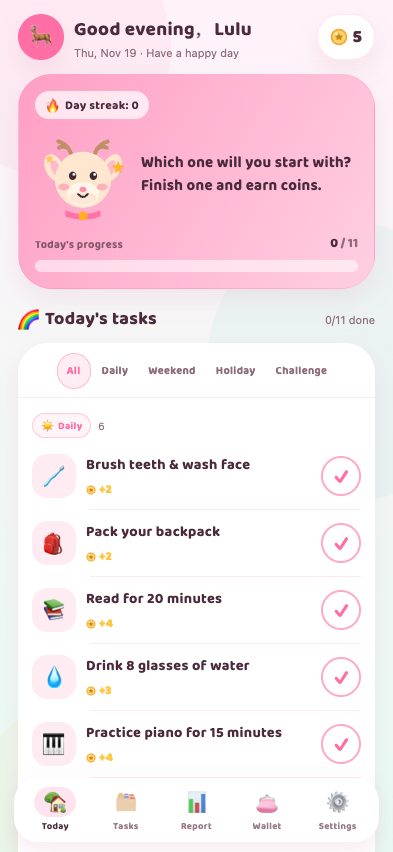 Good evening， Lulu
Thu, Nov 19 · Have a happy day
5
Day streak: 0
Which one will you start with?
Finish one and earn coins.
Today's progress
0 / 11
Today's tasks
0/11 done
All
Daily
Weekend
Holiday
Challenge
Daily
6
Brush teeth & wash face
+2
Pack your backpack
+2
Read for 20 minutes
+4
Drink 8 glasses of water
+3
Practice piano for 15 minutes
+4
Today
Tasks
Report
Wallet
Settings